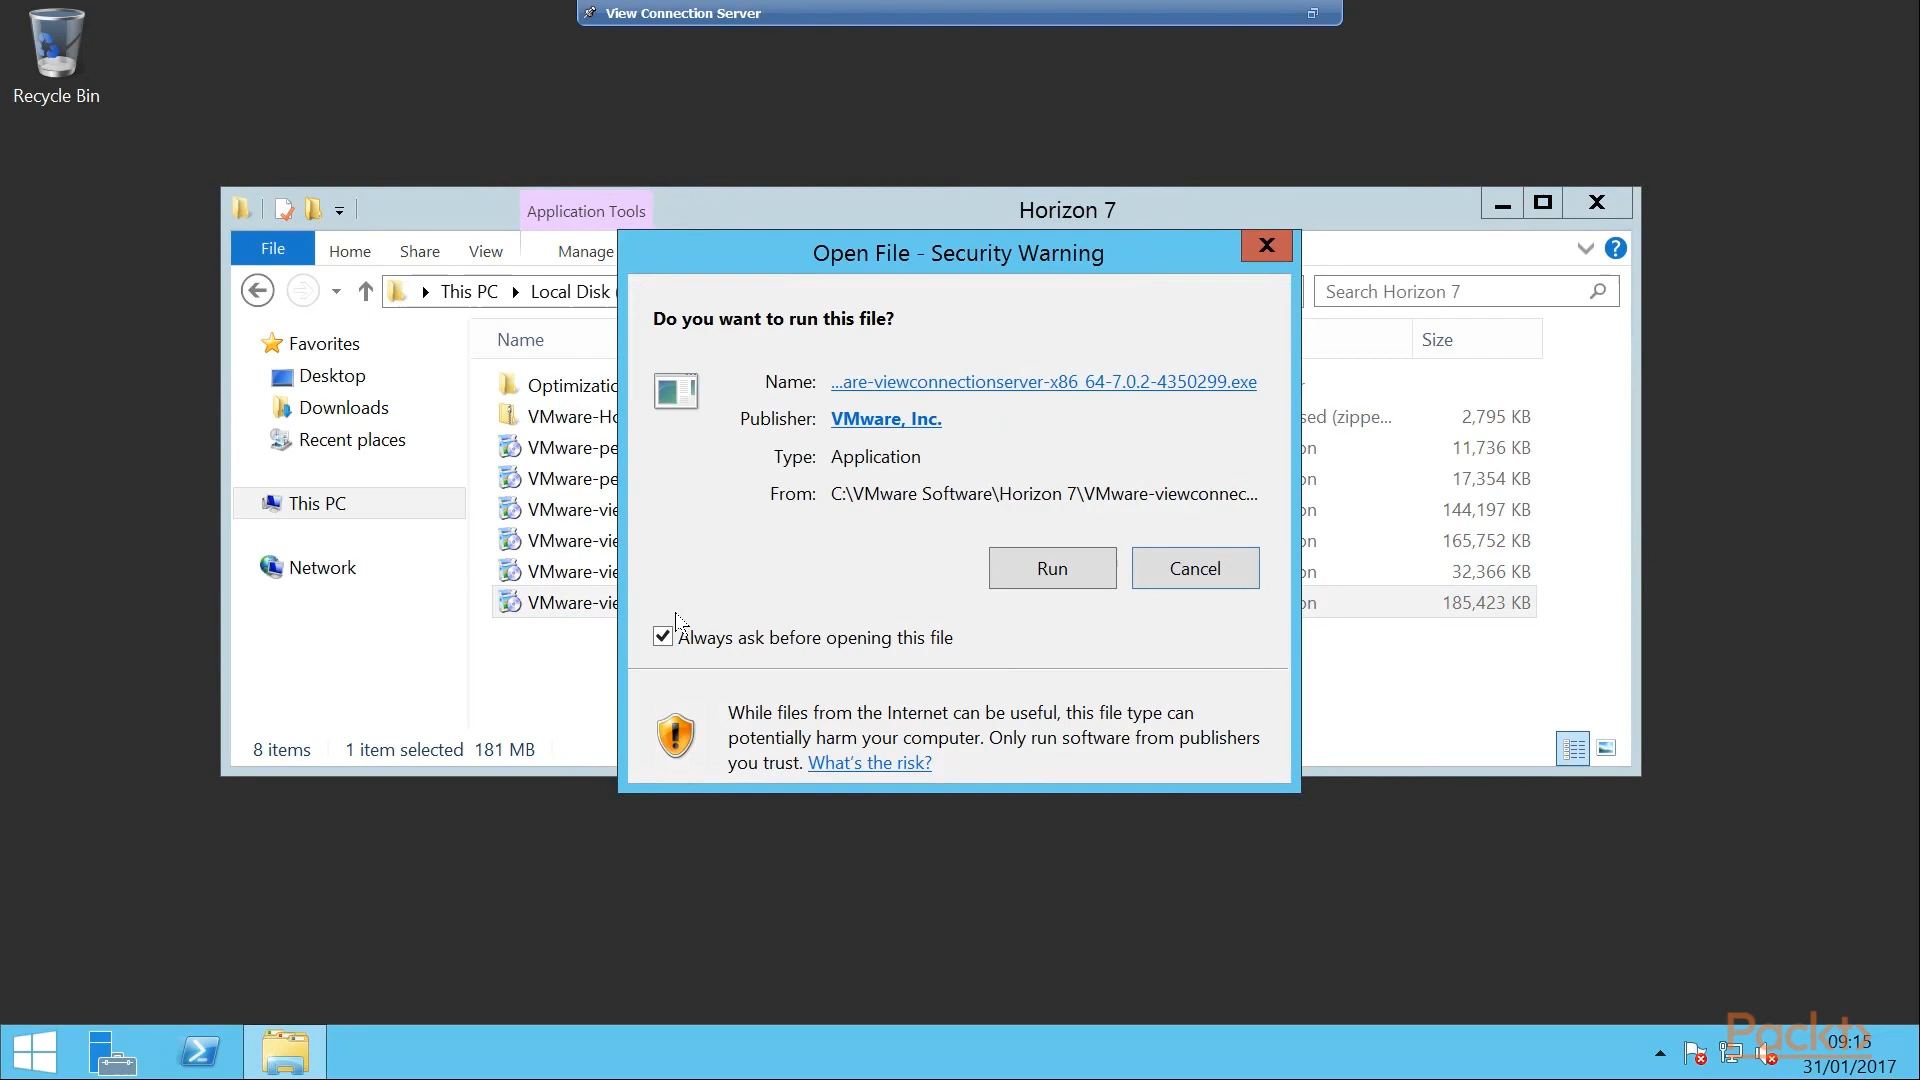 View Connection Server
Recycle Bin
Application Tools
Horizon 7
File
Home
Share
View
Manage
This PC
Local Disk (
Search Horizon 7
Favorites
Desktop
Downloads
Recent places
This PC
Network
Name
Size
Optimizatio
VMware-Ho
sed (zippe...
2,795 KB
VMware-pe
on
11,736 KB
VMware-pe
on
17,354 KB
VMware-vie
on
144,197 KB
VMware-vie
on
165,752 KB
VMware-vie
on
32,366 KB
VMware-vie
on
185,423 KB
8 items
1 item selected 181 MB
Open File - Security Warning
Do you want to run this file?
Name: ...are-viewconnectionserver-x86_64-7.0.2-4350299.exe
Publisher: VMware, Inc.
Type: Application
From: C:\VMware Software\Horizon 7\VMware-viewconnec...
Run
Cancel
Always ask before opening this file
While files from the Internet can be useful, this file type can
potentially harm your computer. Only run software from publishers
you trust. What's the risk?
Packt
09:15
31/01/2017